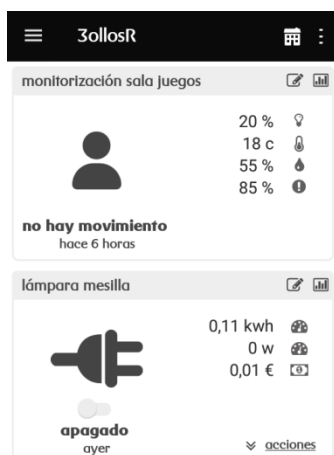 3ollosR
monitorización sala juegos
20 %
18 c
55 %
85 %
no hay movimiento
hace 6 horas
lámpara mesilla
0,11 kwh
0 w
0,01 €
apagado
ayer
acciones